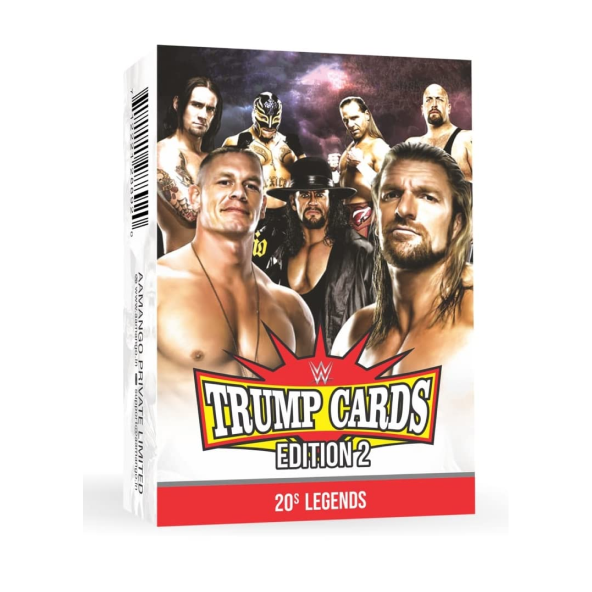 W
TRUMP CARDS
EDITION 2
20s LEGENDS
AAMANGO PRIVATE LIMITED